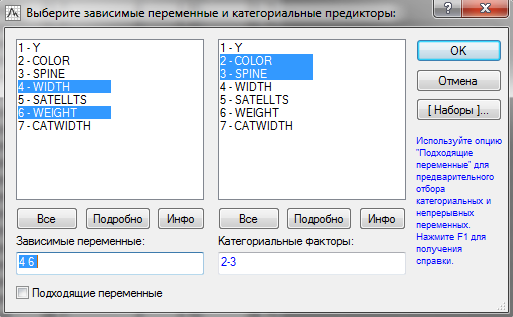 Выберите зависимые переменные и категориальные предикторы:
1 - Y
2 - COLOR
3 - SPINE
4 - WIDTH
5 - SATELLTS
6 - WEIGHT
7 - CATWIDTH
1 - Y
2 - COLOR
3 - SPINE
4 - WIDTH
5 - SATELLTS
6 - WEIGHT
7 - CATWIDTH
OK
Отмена
[ Наборы ]...
Используйте опцию
"Подходящие
переменные" для
предварительного
отбора
категориальных и
непрерывных
переменных.
Нажмите F1 для
получения
справки.
Все Подробно Инфо
Все Подробно Инфо
Зависимые переменные:
4 6
Категориальные факторы:
2-3
Подходящие переменные